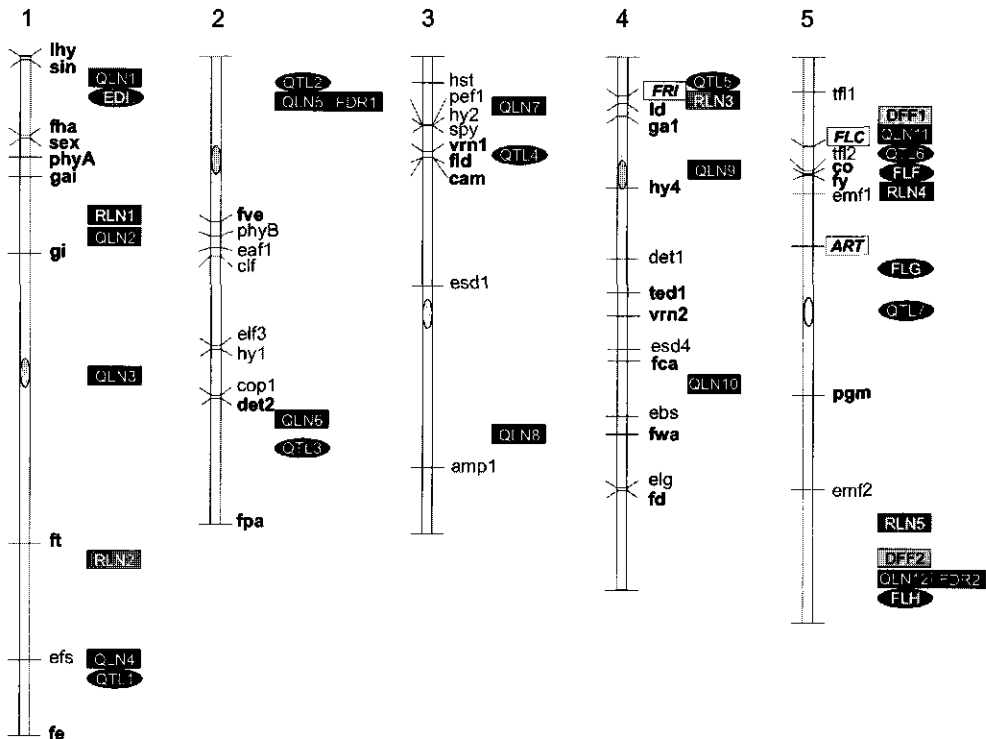 1
lhy
sin
QLN1
EDI
fha
sex
phyA
gai
RLN1
QLN2
gi
QLN3
ft
RLN2
efs
QLN4
QTL1
fe
2
QTL2
FDR1
fve
phyB
eaf1
clf
elf3
hy1
cop1
det2
QLN6
QTL3
fpa
3
hst
pef1
hy2
spy
vrn1
fld
cam
QLN7
QTL4
esd1
QLN8
amp1
4
QTL5
FRI
RLN3
ld
ga1
QLN9
hy4
det1
ted1
vrn2
esd4
fca
QLN10
ebs
fwa
elg
fd
5
tfl1
DFF1
FLC
QLN11
tfl2
QTL6
co
FLF
fy
RLN4
emf1
ART
FLG
QTL7
pgm
emf2
RLN5
DFF2
QLN12 FDR2
FLH